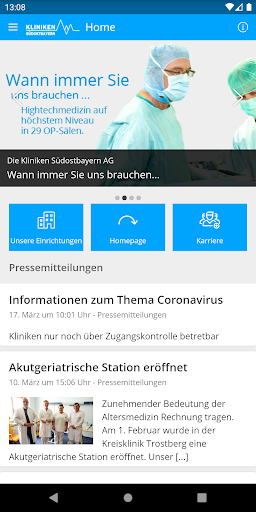 13:08
KLINIKEN
SÜDOSTBAYERN
Home
Wann immer Sie
uns brauchen ...
Hightechmedizin auf
höchstem Niveau
in 29 OP-Sälen.
Die Kliniken Südostbayern AG
Wann immer Sie uns brauchen...
Unsere Einrichtungen
Homepage
Karriere
Pressemitteilungen
Informationen zum Thema Coronavirus
17. März um 10:01 Uhr - Pressemitteilungen
Kliniken nur noch über Zugangskontrolle betretbar
Akutgeriatrische Station eröffnet
10. März um 15:06 Uhr - Pressemitteilungen
Zunehmender Bedeutung der
Altersmedizin Rechnung tragen.
Am 1. Februar wurde in der
Kreisklinik Trostberg eine
Akutgeriatrische Station eröffnet. Unser [...]